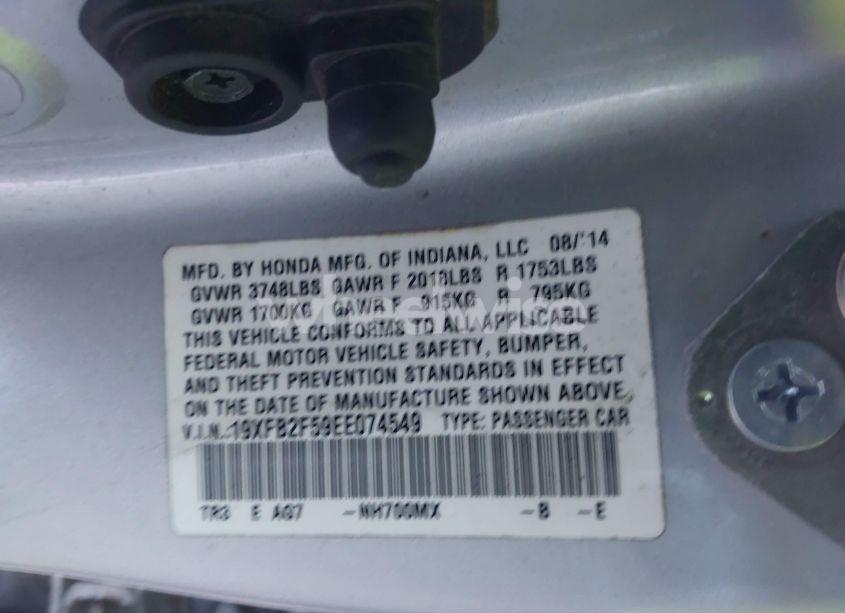 MFD. BY HONDA MFG. OF INDIANA, LLC 08/'14
GVWR 3748LBS GAWR F 2018LBS R 1753LBS
GVWR 1700KG GAWR F 915KG R 795KG
THIS VEHICLE CONFORMS TO ALL APPLICABLE
FEDERAL MOTOR VEHICLE SAFETY, BUMPER,
AND THEFT PREVENTION STANDARDS IN EFFECT
ON THE DATE OF MANUFACTURE SHOWN ABOVE.
V.I.N.:19XFB2F59EE074549 TYPE: PASSENGER CAR
TR3 E AG7 -NH700MX -B -E